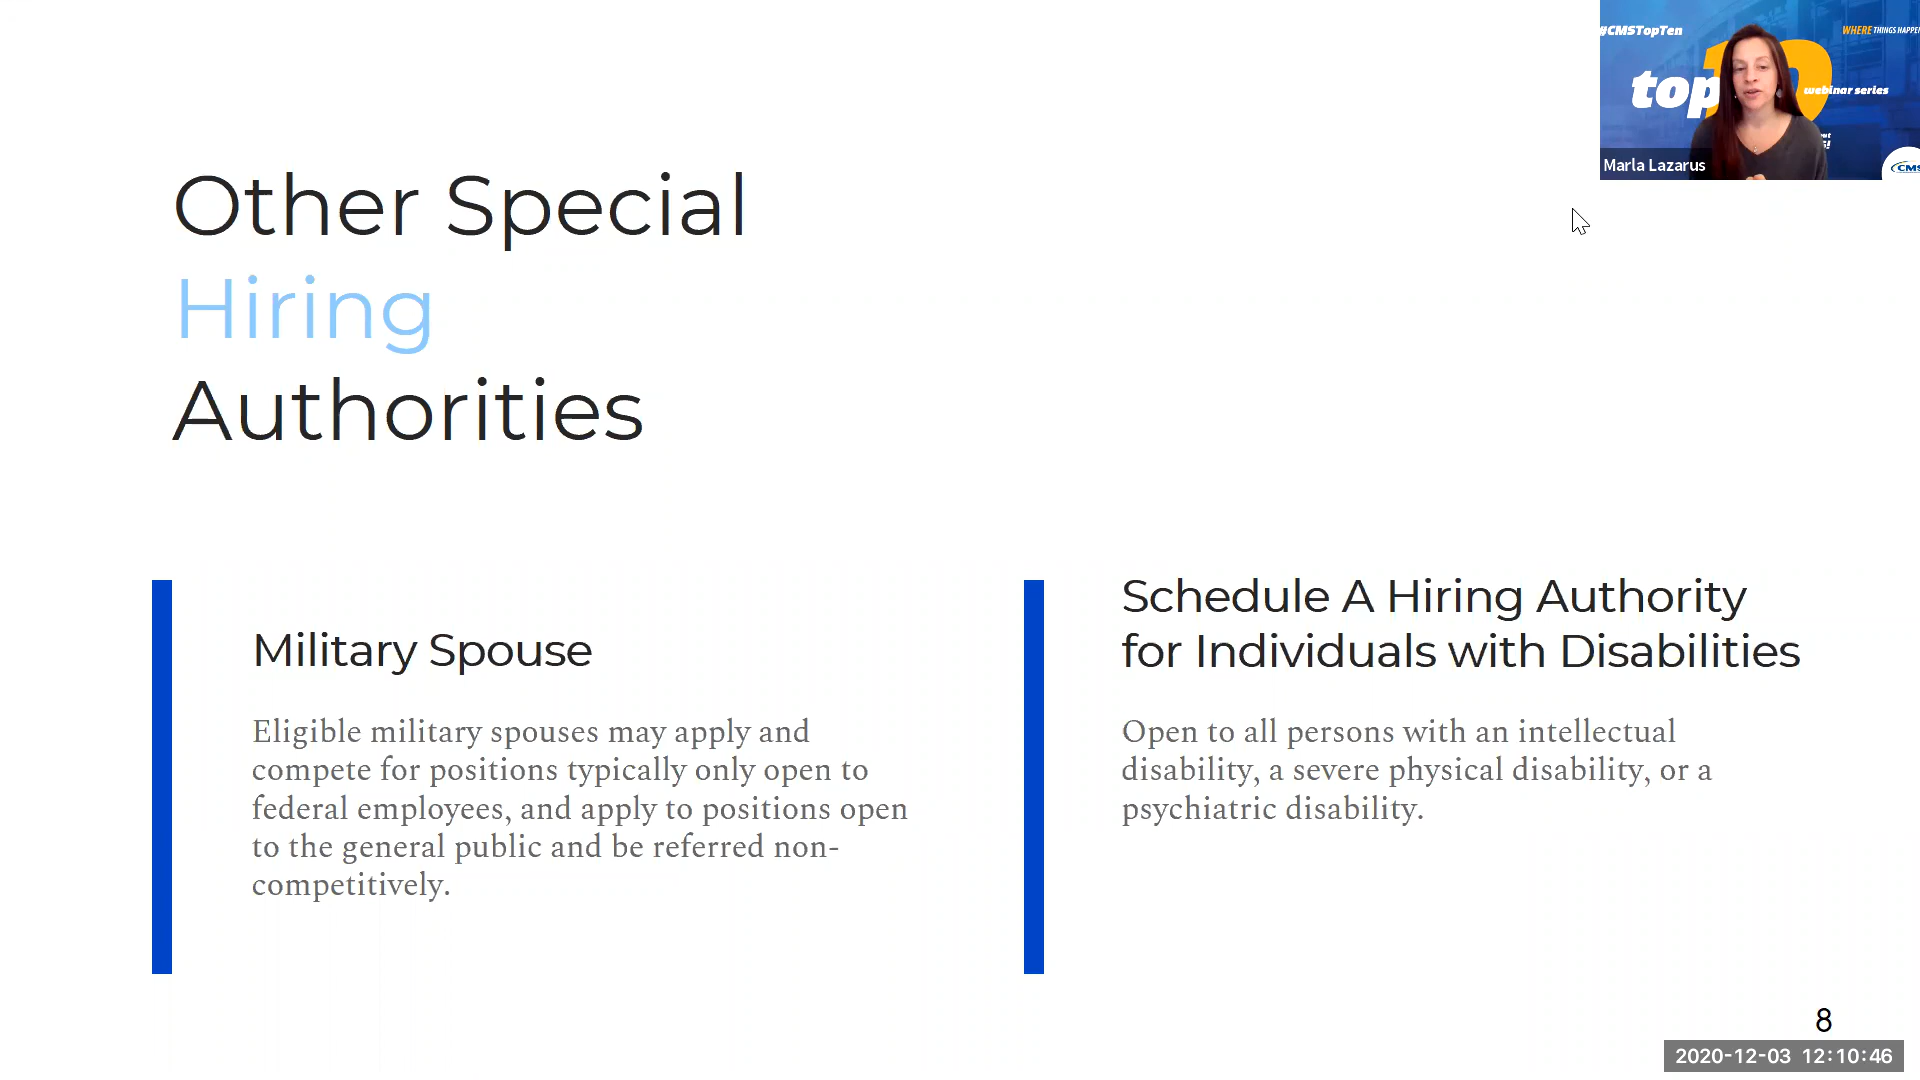 #CMSTopTen
WHERE THINGS HAPPEN
top
webinar series
Marla Lazarus
CMS
Other Special
Hiring
Authorities
Military Spouse
Eligible military spouses may apply and
compete for positions typically only open to
federal employees, and apply to positions open
to the general public and be referred non-
competitively.
Schedule A Hiring Authority
for Individuals with Disabilities
Open to all persons with an intellectual
disability, a severe physical disability, or a
psychiatric disability.
8
2020-12-03 12:10:46